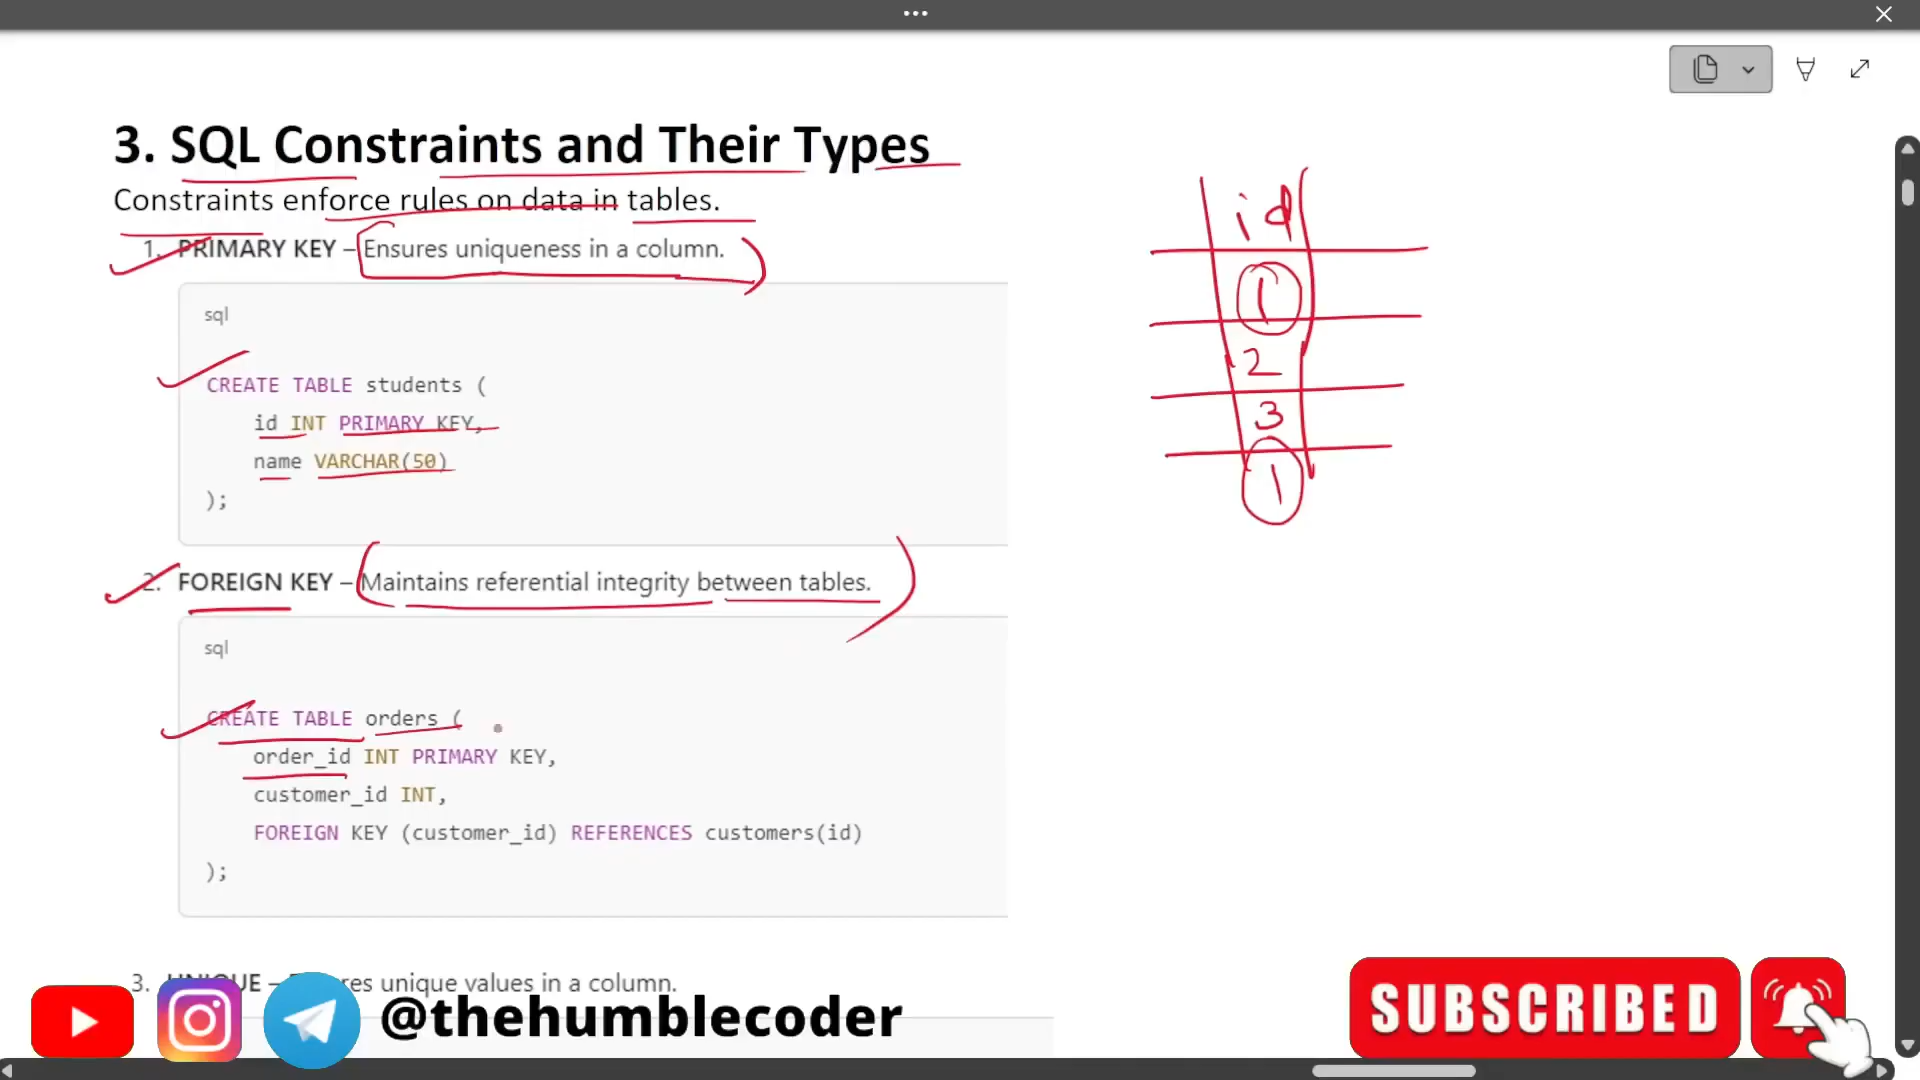 3. SQL Constraints and Their Types
Constraints enforce rules on data in tables.
1. PRIMARY KEY – Ensures uniqueness in a column.
sql
CREATE TABLE students (
id INT PRIMARY KEY,
name VARCHAR(50)
);
2. FOREIGN KEY – Maintains referential integrity between tables.
sql
CREATE TABLE orders (
order_id INT PRIMARY KEY,
customer_id INT,
FOREIGN KEY (customer_id) REFERENCES customers(id)
);
3. UNIQUE – unique values in a column.
id
1
2
3
1
@thehumblecoder
SUBSCRIBED